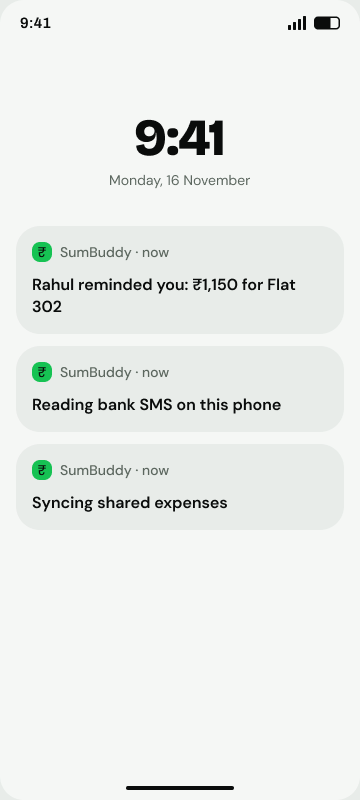 9:41
9:41
Monday, 16 November
₹ SumBuddy · now
Rahul reminded you: ₹1,150 for Flat
302
₹ SumBuddy · now
Reading bank SMS on this phone
₹ SumBuddy · now
Syncing shared expenses